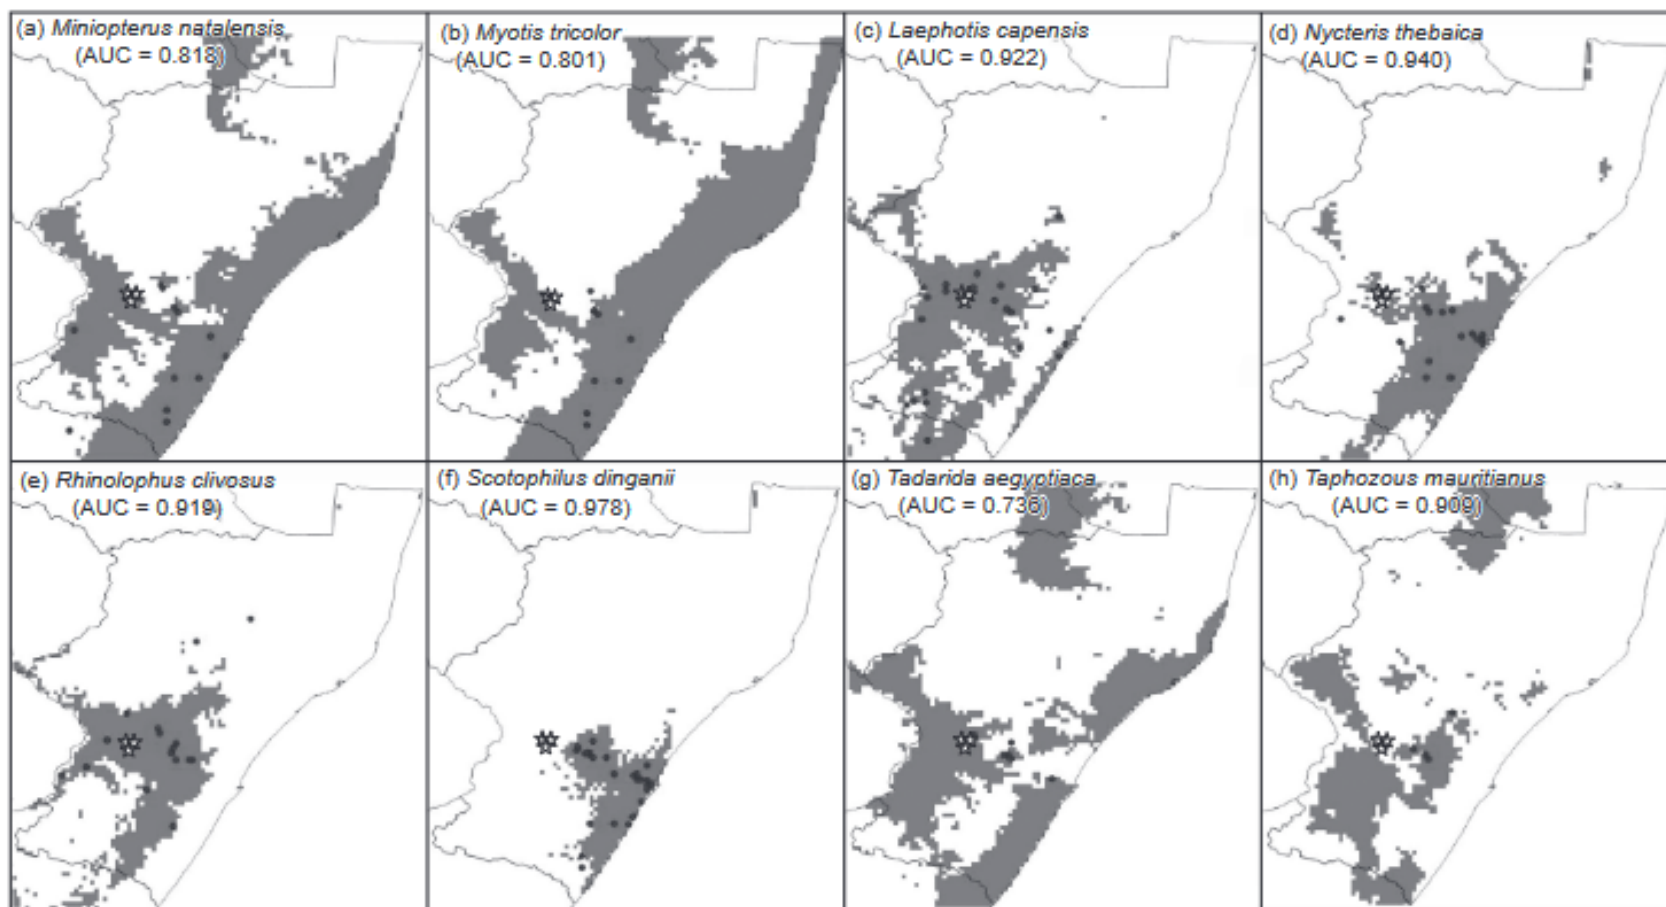 (a) Miniopterus natalensis
(AUC = 0.818)
(b) Myotis tricolor
(AUC = 0.801)
(c) Laephotis capensis
(AUC = 0.922)
(d) Nycteris thebaica
(AUC = 0.940)
(e) Rhinolophus clivosus
(AUC = 0.919)
(f) Scotophilus dinganii
(AUC = 0.978)
(g) Tadarida aegyptiaca
(AUC = 0.736)
(h) Taphozous mauritianus
(AUC = 0.909)